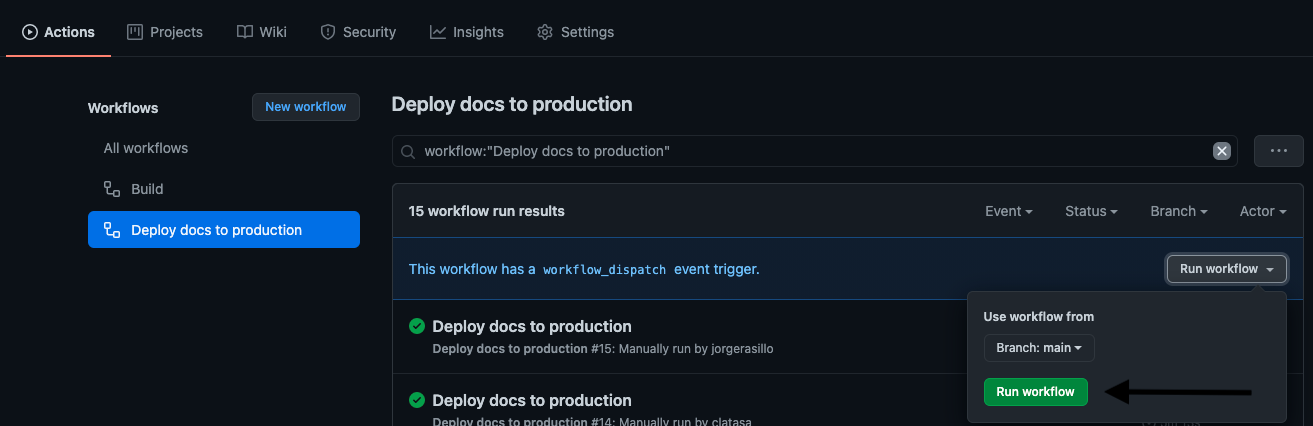 Actions Projects Wiki Security Insights Settings
Workflows New workflow
All workflows
Build
Deploy docs to production
Deploy docs to production
workflow:"Deploy docs to production"
15 workflow run results Event Status Branch Actor
This workflow has a workflow_dispatch event trigger. Run workflow
Use workflow from
Branch: main
Run workflow
Deploy docs to production
Deploy docs to production #15: Manually run by jorgerasillo
Deploy docs to production
Deploy docs to production #14: Manually run by clatasa